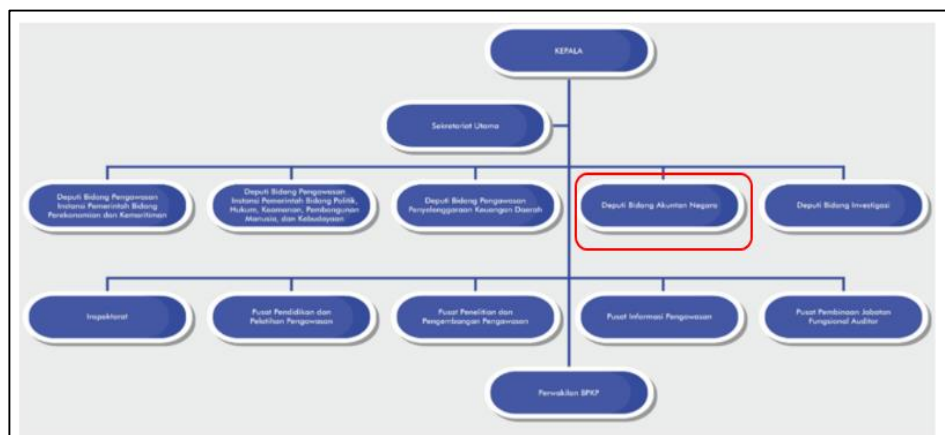 KEPALA
Sekretariat Utama
Deputi Bidang Pengawasan
Instansi Pemerintah Bidang
Perekonomian dan Kemaritiman
Deputi Bidang Pengawasan
Instansi Pemerintah Bidang Politik,
Hukum, Keamanan, Pembangunan
Manusia, dan Kebudayaan
Deputi Bidang Pengawasan
Penyelenggaraan Keuangan Daerah
Deputi Bidang Akuntan Negara
Deputi Bidang Investigasi
Inspektorat
Pusat Pendidikan dan
Pelatihan Pengawasan
Pusat Penelitian dan
Pengembangan Pengawasan
Pusat Informasi Pengawasan
Pusat Pembinaan Jabatan
Fungsional Auditor
Perwakilan BPKP